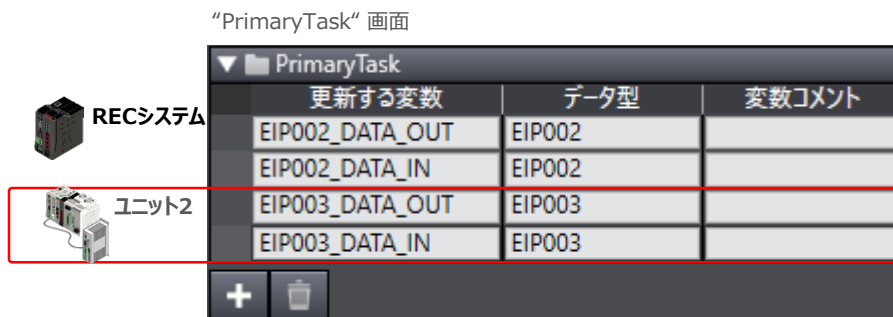 “PrimaryTask“ 画面
PrimaryTask
更新する変数 データ型 変数コメント
RECシステム
EIP002_DATA_OUT EIP002
EIP002_DATA_IN EIP002
ユニット2
EIP003_DATA_OUT EIP003
EIP003_DATA_IN EIP003